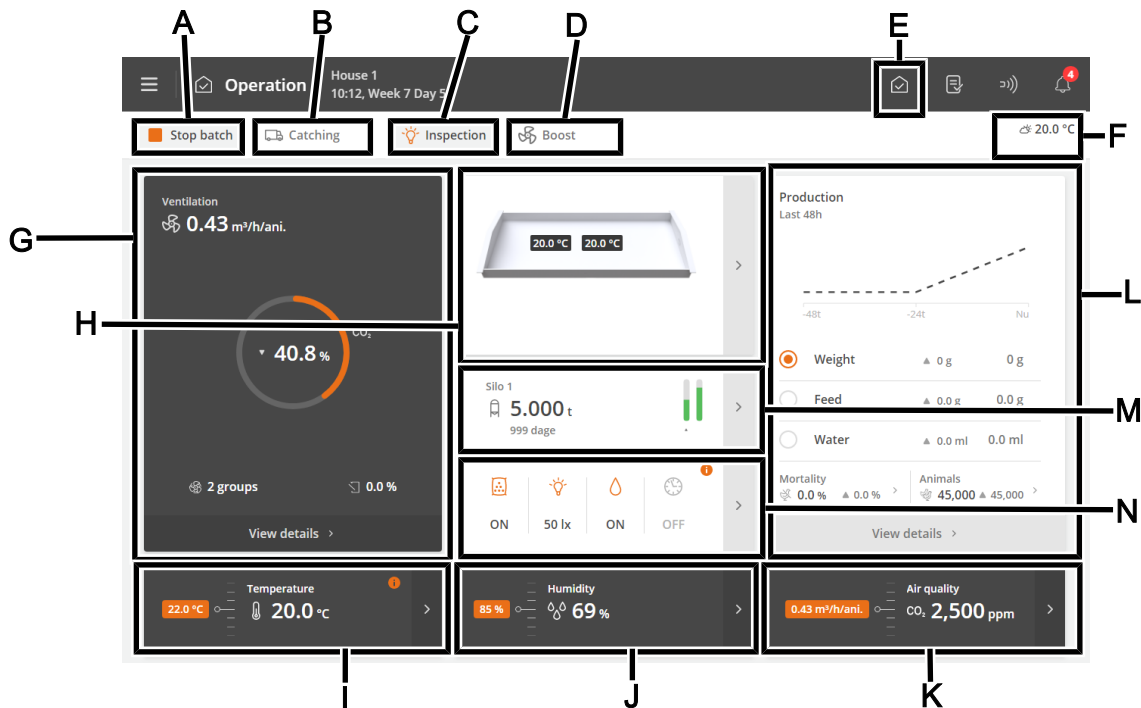 A
B
C
D
E
Operation
House 1
10:12, Week 7 Day 5
4
Stop batch
Catching
Inspection
Boost
20.0 °C
F
G
Ventilation
0.43 m³/h/ani.
CO₂
40.8 %
2 groups
0.0 %
View details
H
20.0 °C 20.0 °C
Silo 1
5.000 t
999 dage
M
ON
50 lx
ON
OFF
N
Production
Last 48h
-48t
-24t
Nu
L
Weight 0 g 0 g
Feed 0.0 g 0.0 g
Water 0.0 ml 0.0 ml
Mortality
0.0 % 0.0 %
Animals
45,000 45,000
View details
Temperature
22.0 °C
20.0 °C
I
Humidity
85 %
69 %
J
Air quality
0.43 m³/h/ani.
CO₂ 2,500 ppm
K